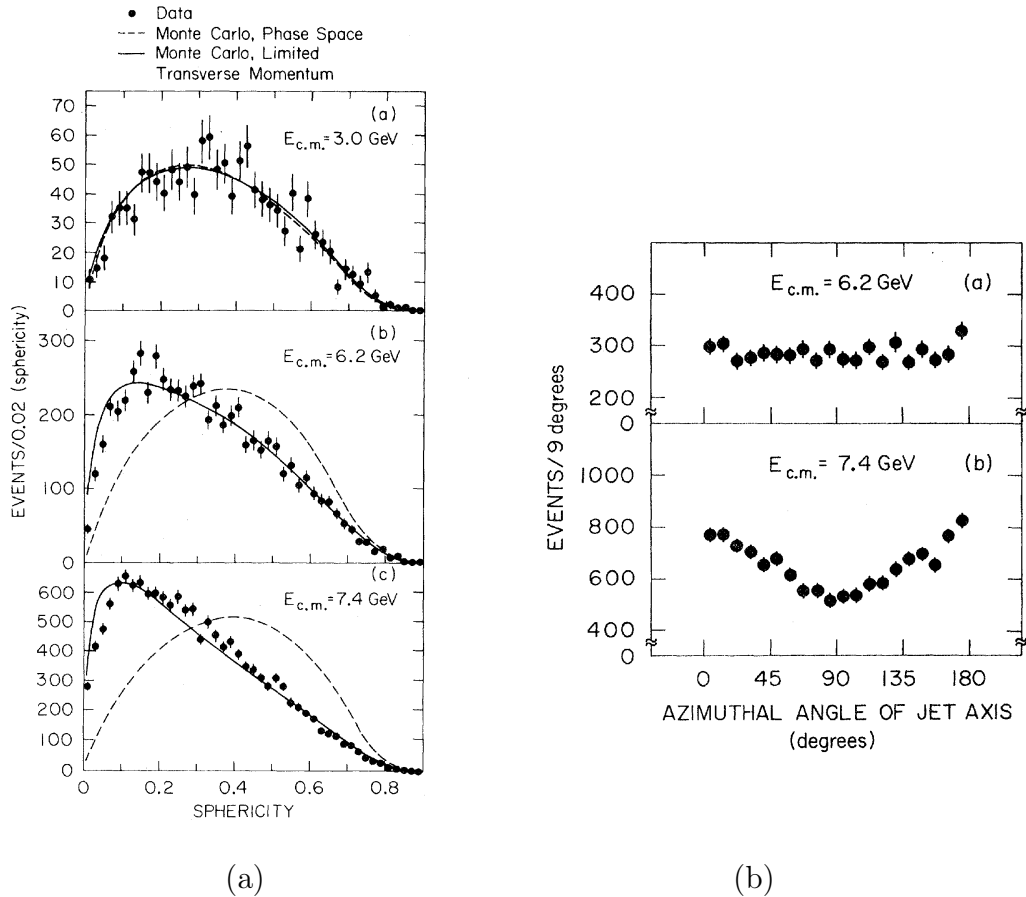 Data
Monte Carlo, Phase Space
Monte Carlo, Limited
Transverse Momentum
(a)
E c.m. = 3.0 GeV
70
60
50
40
30
20
10
0
(b)
E c.m. = 6.2 GeV
300
200
100
0
(c)
E c.m. = 7.4 GeV
600
500
400
300
200
100
0
EVENTS/0.02 (sphericity)
0 0.2 0.4 0.6 0.8
SPHERICITY
(a)
E c.m. = 6.2 GeV (a)
400
300
200
0
E c.m. = 7.4 GeV (b)
1000
800
600
400
0
EVENTS/ 9 degrees
0 45 90 135 180
AZIMUTHAL ANGLE OF JET AXIS
(degrees)
(b)